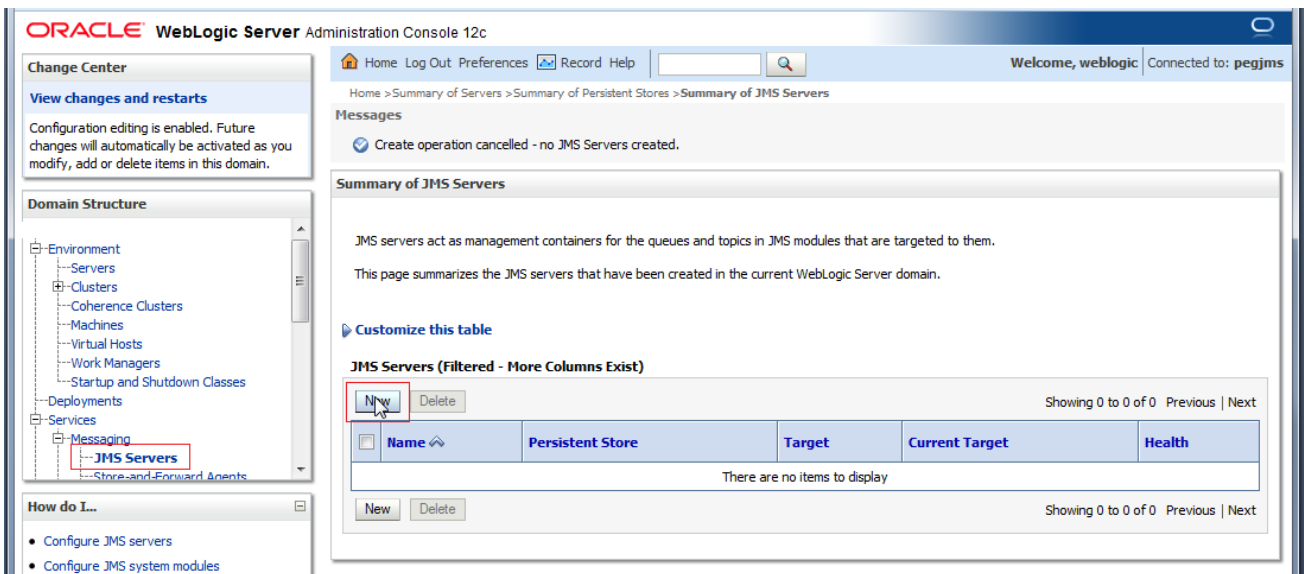 ORACLE WebLogic Server Administration Console 12c
Change Center
View changes and restarts
Configuration editing is enabled. Future
changes will automatically be activated as you
modify, add or delete items in this domain.
Domain Structure
Environment
Servers
Clusters
Coherence Clusters
Machines
Virtual Hosts
Work Managers
Startup and Shutdown Classes
Deployments
Services
Messaging
JMS Servers
Store-and-Forward Agents
How do I...
Configure JMS servers
Configure JMS system modules
Home Log Out Preferences Record Help
Welcome, weblogic Connected to: pegjms
Home >Summary of Servers >Summary of Persistent Stores >Summary of JMS Servers
Messages
Create operation cancelled - no JMS Servers created.
Summary of JMS Servers
JMS servers act as management containers for the queues and topics in JMS modules that are targeted to them.
This page summarizes the JMS servers that have been created in the current WebLogic Server domain.
Customize this table
JMS Servers (Filtered - More Columns Exist)
New Delete Showing 0 to 0 of 0 Previous | Next
Name Persistent Store Target Current Target Health
There are no items to display
New Delete Showing 0 to 0 of 0 Previous | Next